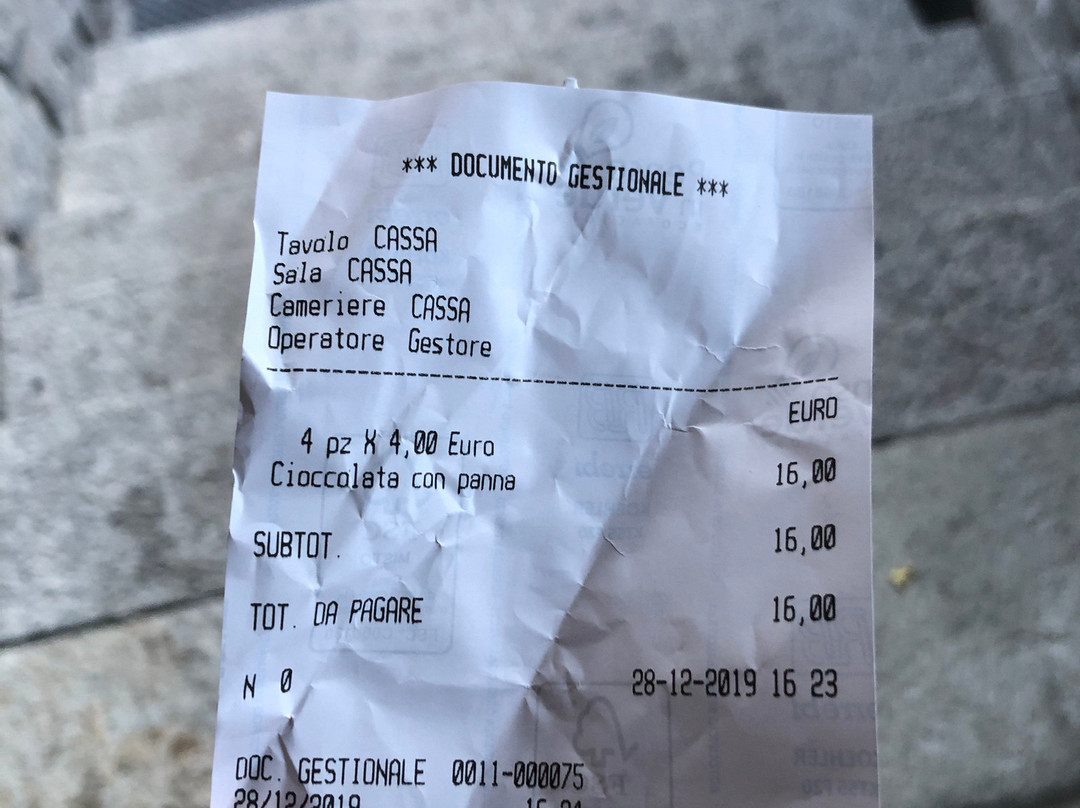 *** DOCUMENTO GESTIONALE ***
Tavolo CASSA
Sala CASSA
Cameriere CASSA
Operatore Gestore
EURO
4 pz X 4,00 Euro
Cioccolata con panna 16,00
SUBTOT. 16,00
TOT. DA PAGARE 16,00
N 0 28-12-2019 16 23
DOC. GESTIONALE 0011-000075
28/12/2019